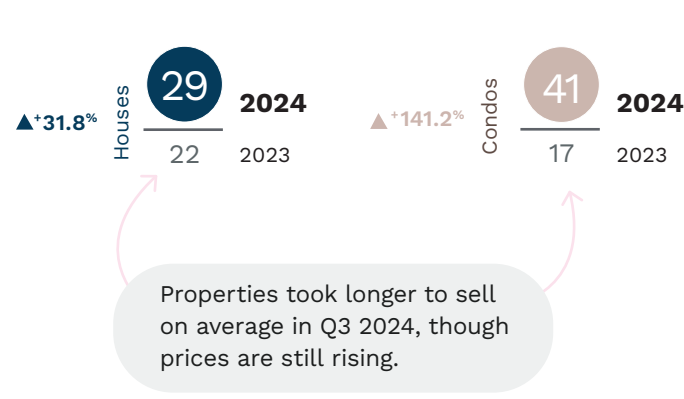 ▲+31.8%
Houses
29
2024
22
2023
▲+141.2%
Condos
41
2024
17
2023
Properties took longer to sell
on average in Q3 2024, though
prices are still rising.